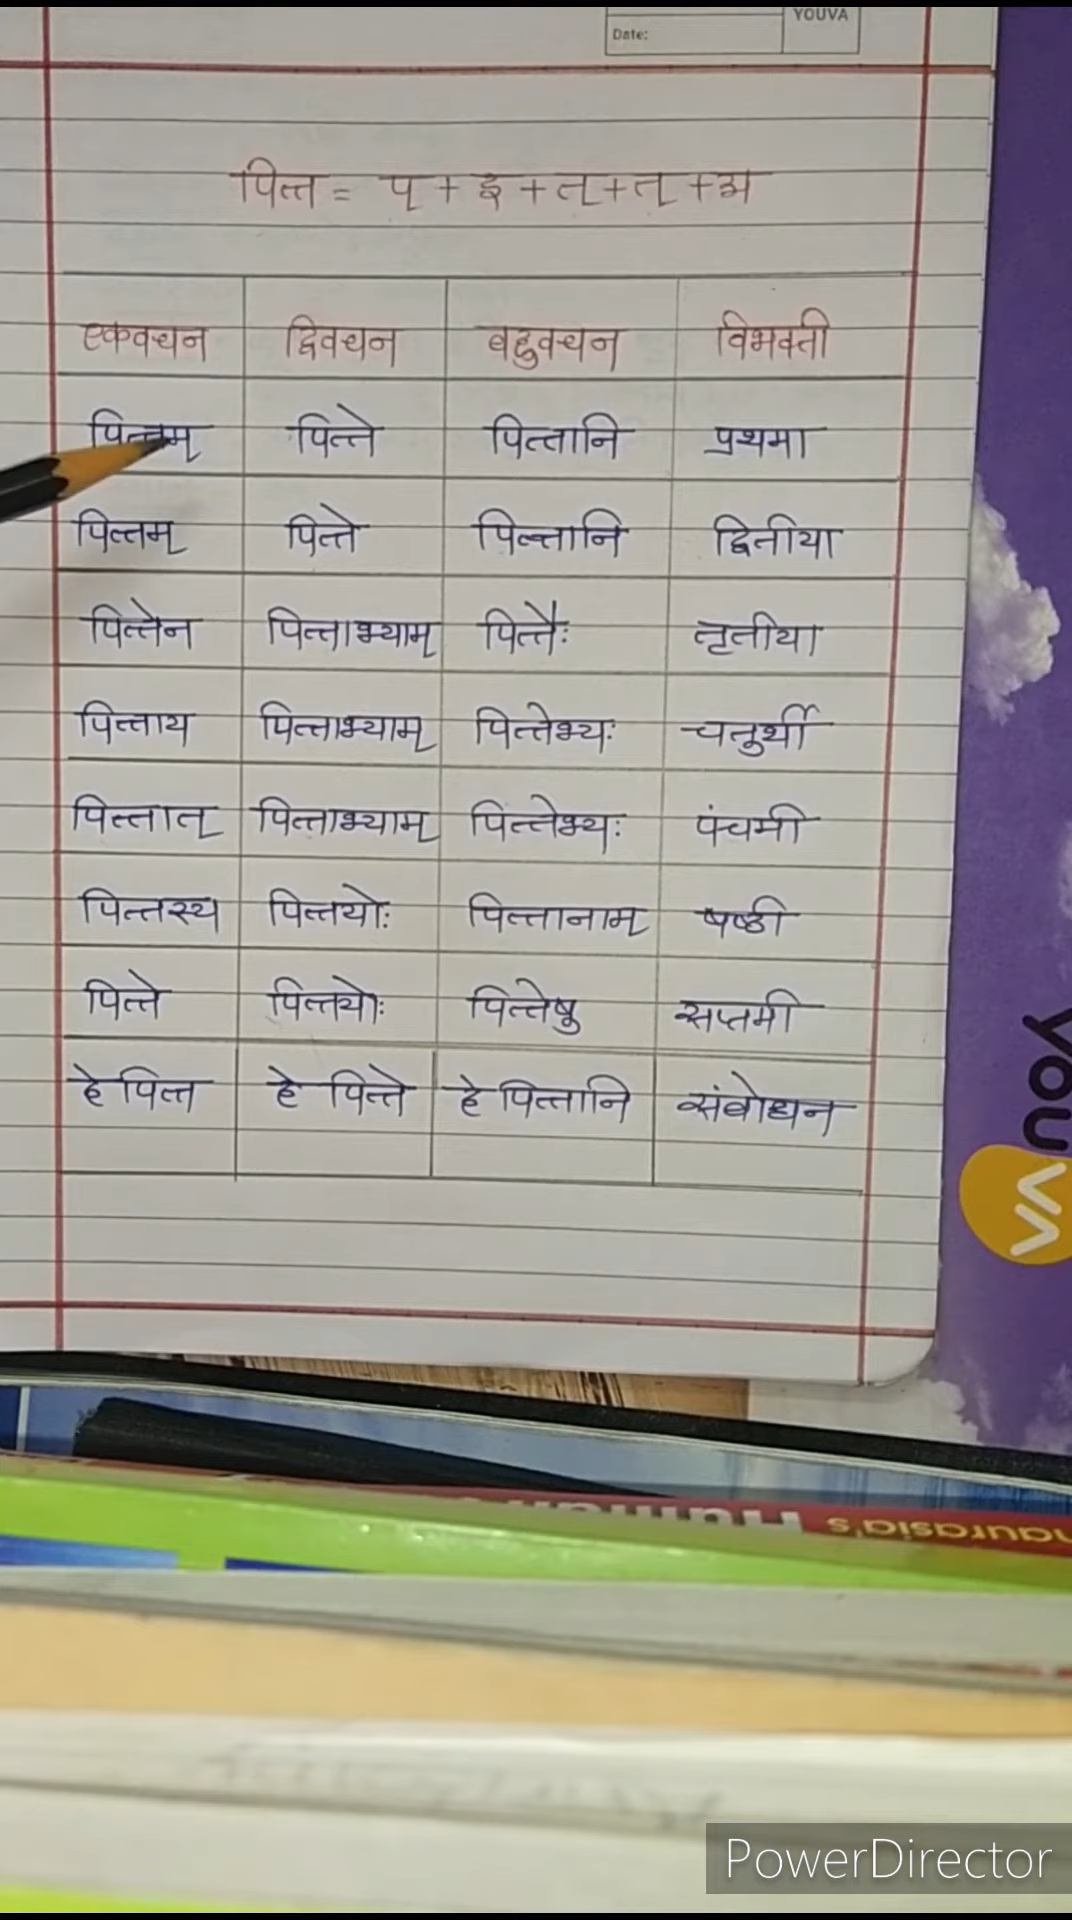 YOUVA
Date:
पित्त = प् + इ + त् + त् + अ
एकवचन द्विवचन बहुवचन विभक्ती
पित्तम् पित्ते पित्तानि प्रथमा
पित्तम् पित्ते पित्तानि द्वितीया
पित्तेन पित्ताभ्याम् पित्तैः तृतीया
पित्ताय पित्ताभ्याम् पित्तेभ्यः चतुर्थी
पित्तात् पित्ताभ्याम् पित्तेभ्यः पंचमी
पित्तस्य पित्तयोः पित्तानाम् षष्ठी
पित्ते पित्तयोः पित्तेषु सप्तमी
हे पित्त हे पित्ते हे पित्तानि संबोधन
YOUVA
PowerDirector